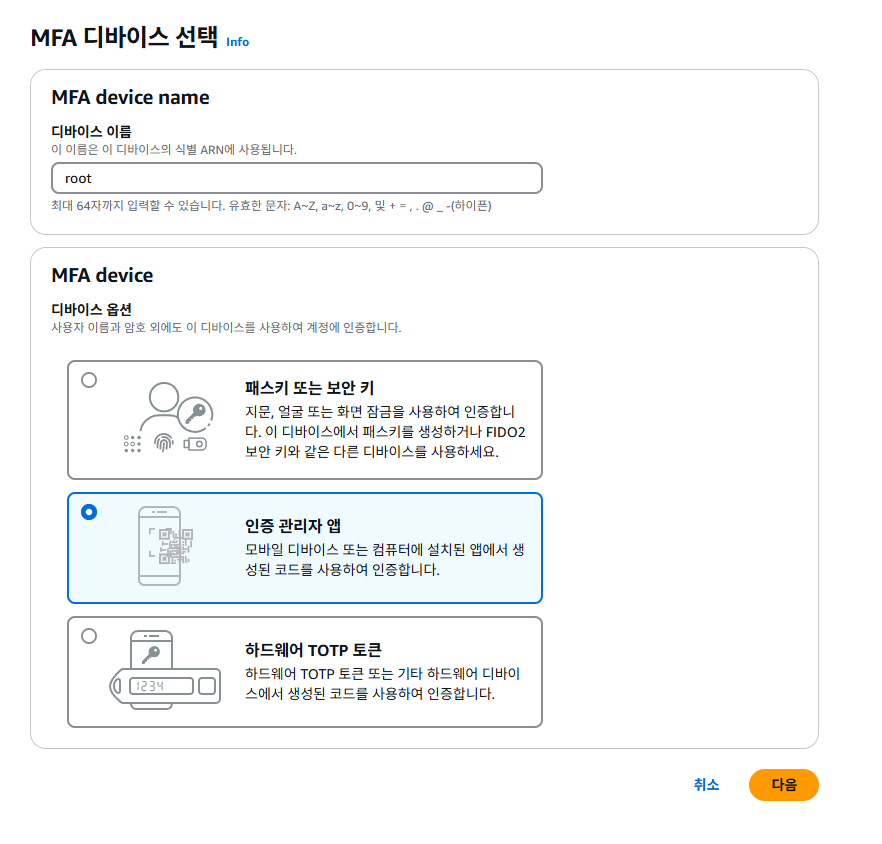 MFA 디바이스 선택 Info
MFA device name
디바이스 이름
이 이름은 이 디바이스의 식별 ARN에 사용됩니다.
root
최대 64자까지 입력할 수 있습니다. 유효한 문자: A~Z, a~z, 0~9, 및 + = , . @ _ -(하이픈)
MFA device
디바이스 옵션
사용자 이름과 암호 외에도 이 디바이스를 사용하여 계정에 인증합니다.
패스키 또는 보안 키
지문, 얼굴 또는 화면 잠금을 사용하여 인증합니
다. 이 디바이스에서 패스키를 생성하거나 FIDO2
보안 키와 같은 다른 디바이스를 사용하세요.
인증 관리자 앱
모바일 디바이스 또는 컴퓨터에 설치된 앱에서 생
성된 코드를 사용하여 인증합니다.
하드웨어 TOTP 토큰
1234
하드웨어 TOTP 토큰 또는 기타 하드웨어 디바이
스에서 생성된 코드를 사용하여 인증합니다.
취소
다음